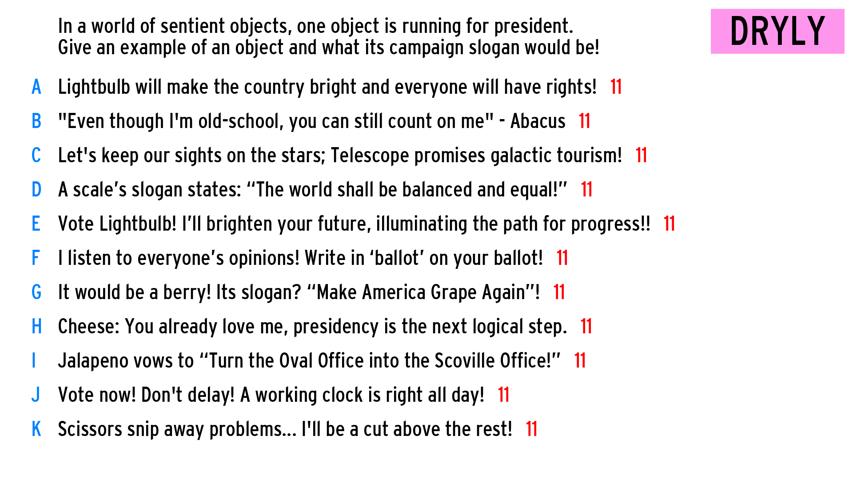 In a world of sentient objects, one object is running for president.
Give an example of an object and what its campaign slogan would be!
DRYLY
A Lightbulb will make the country bright and everyone will have rights! 11
B "Even though I'm old-school, you can still count on me" - Abacus 11
C Let's keep our sights on the stars; Telescope promises galactic tourism! 11
D A scale’s slogan states: “The world shall be balanced and equal!” 11
E Vote Lightbulb! I’ll brighten your future, illuminating the path for progress!! 11
F I listen to everyone’s opinions! Write in ‘ballot’ on your ballot! 11
G It would be a berry! Its slogan? “Make America Grape Again”! 11
H Cheese: You already love me, presidency is the next logical step. 11
I Jalapeno vows to “Turn the Oval Office into the Scoville Office!” 11
J Vote now! Don't delay! A working clock is right all day! 11
K Scissors snip away problems... I'll be a cut above the rest! 11